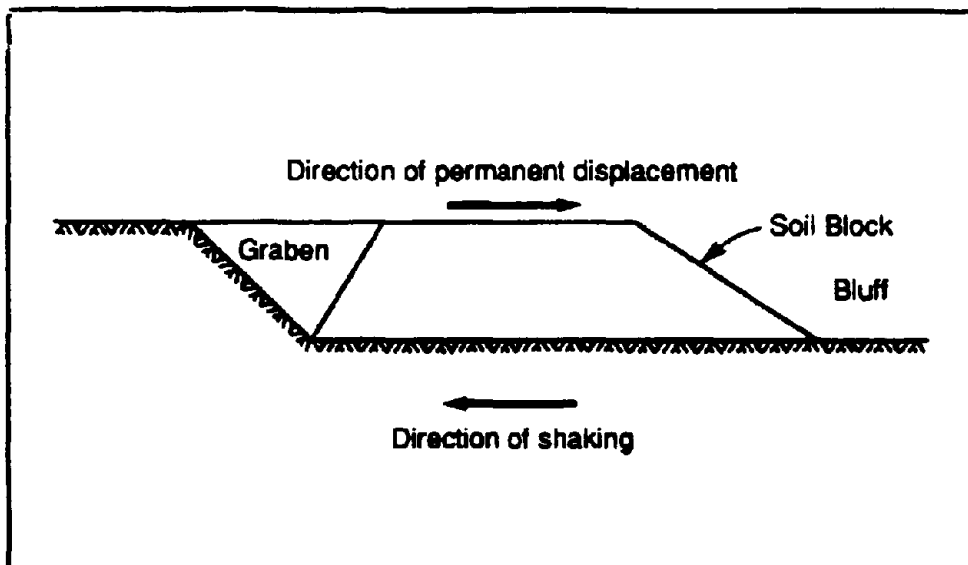 Direction of permanent displacement
Graben
Soil Block
Bluff
Direction of shaking